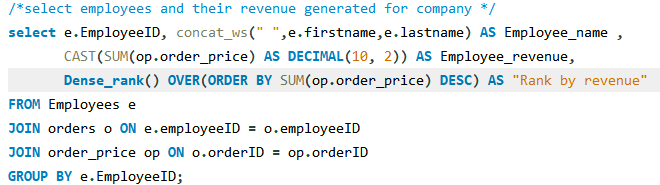 /*select employees and their revenue generated for company */
select e.EmployeeID, concat_ws(" ",e.firstname,e.lastname) AS Employee_name ,
CAST(SUM(op.order_price) AS DECIMAL(10, 2)) AS Employee_revenue,
Dense_rank() OVER(ORDER BY SUM(op.order_price) DESC) AS "Rank by revenue"
FROM Employees e
JOIN orders o ON e.employeeID = o.employeeID
JOIN order_price op ON o.orderID = op.orderID
GROUP BY e.EmployeeID;